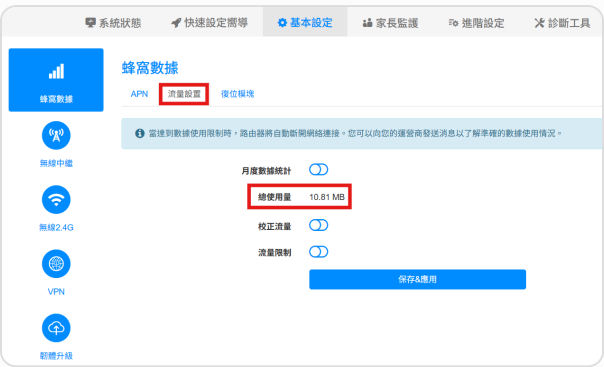 系統狀態 快速設定嚮導 基本設定 家長監護 進階設定 診斷工具
蜂窩數據
蜂窩數據
APN 流量設置 復位模塊
當達到數據使用限制時，路由器將自動斷開網絡連接。您可以向您的運營商發送消息以了解準確的數據使用情況。
無線中繼
月度數據統計
總使用量 10.81 MB
無線2.4G
校正流量
流量限制
保存&應用
VPN
韌體升級